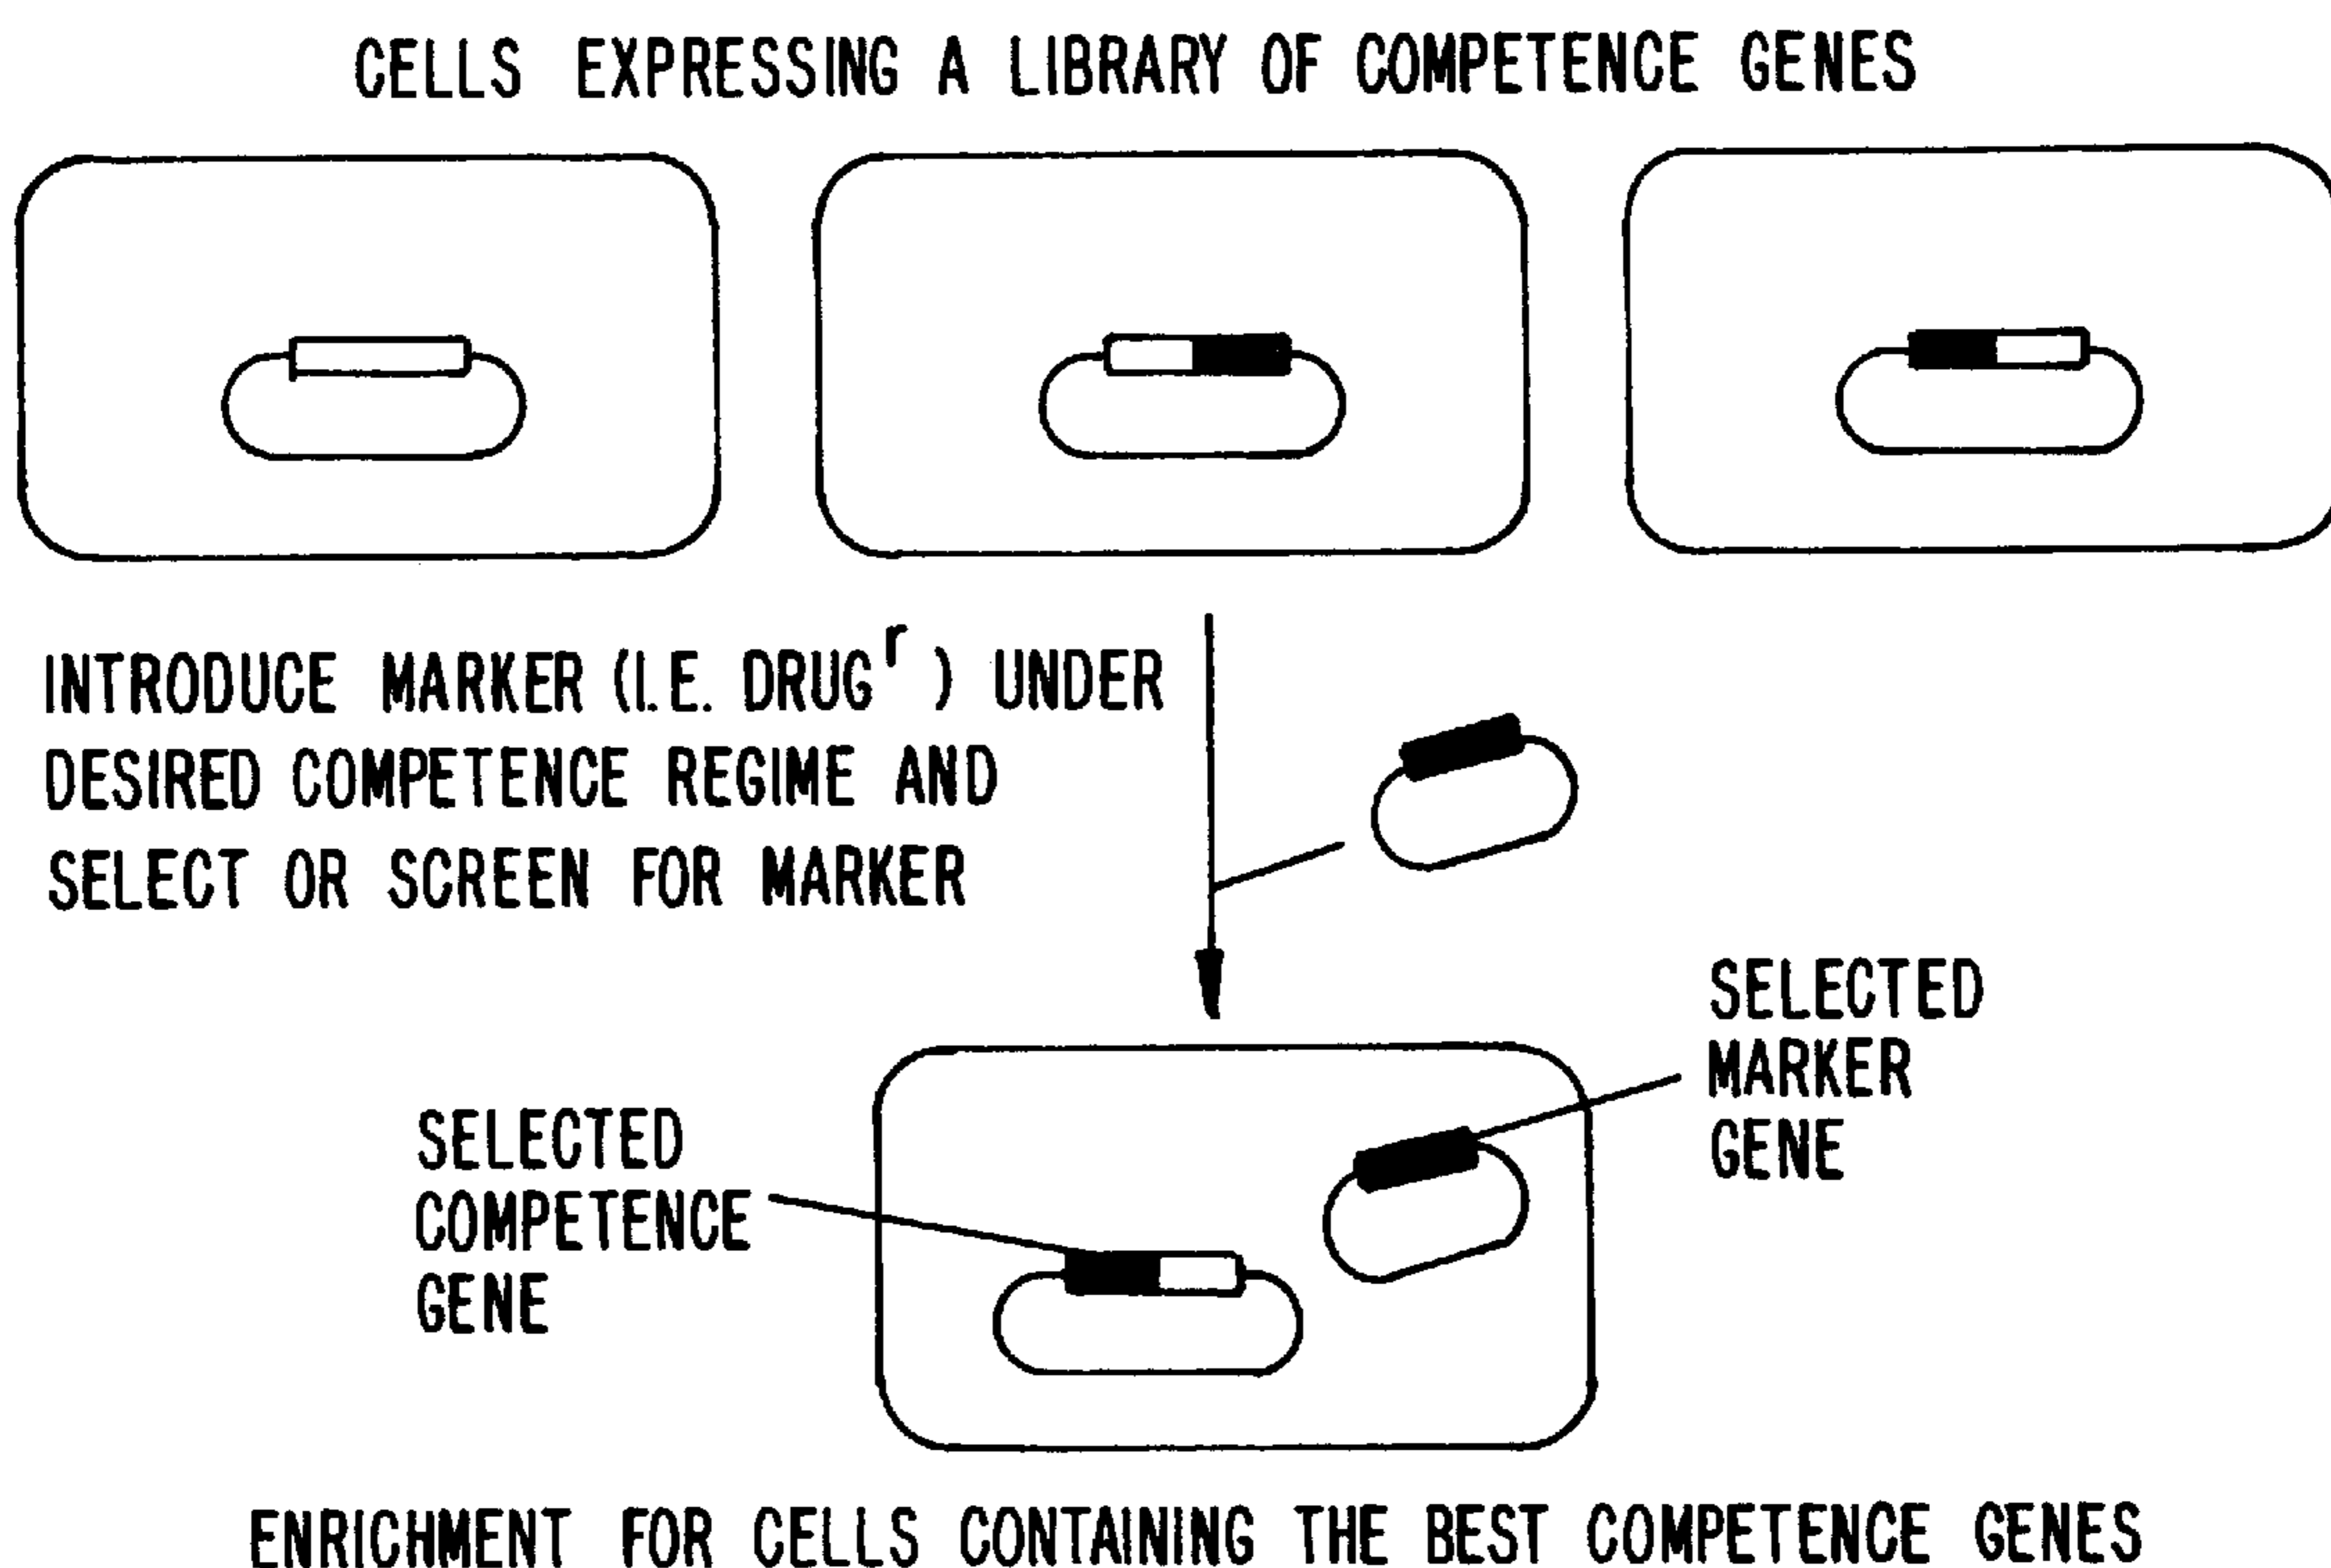 CELLS EXPRESSING A LIBRARY OF COMPETENCE GENES
INTRODUCE MARKER (I.E. DRUGʳ) UNDER
DESIRED COMPETENCE REGIME AND
SELECT OR SCREEN FOR MARKER
SELECTED
MARKER
GENE
SELECTED
COMPETENCE
GENE
ENRICHMENT FOR CELLS CONTAINING THE BEST COMPETENCE GENES